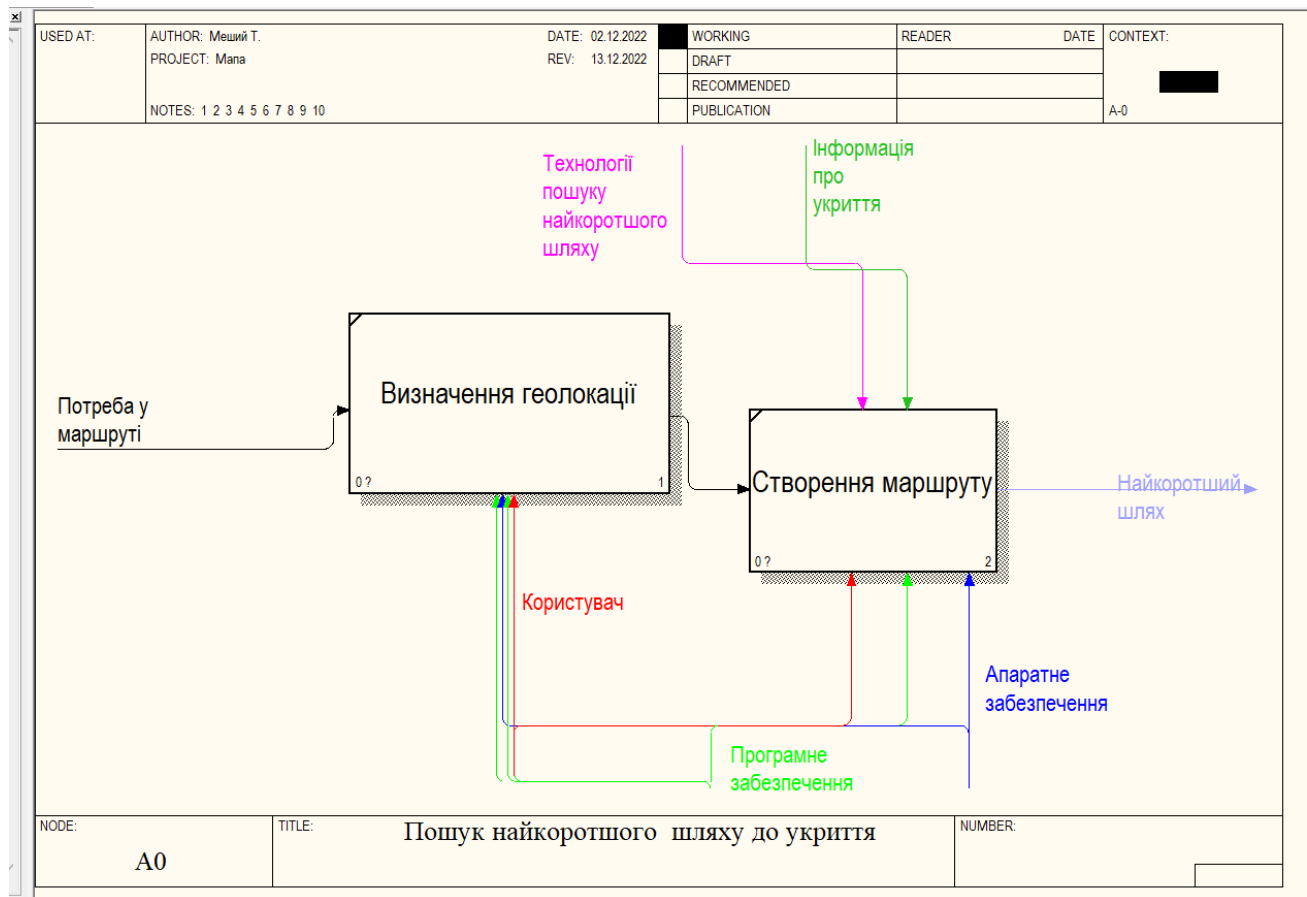 USED AT:
AUTHOR: Меший Т.
DATE: 02.12.2022
WORKING
READER
DATE
CONTEXT:
PROJECT: Мапа
REV: 13.12.2022
DRAFT
RECOMMENDED
NOTES: 1 2 3 4 5 6 7 8 9 10
PUBLICATION
A-0
Технології
пошуку
найкоротшого
шляху
Інформація
про
укриття
Потреба у
маршруті
Визначення геолокації
0 ?
1
Створення маршруту
0 ?
2
Найкоротший
шлях
Користувач
Апаратне
забезпечення
Програмне
забезпечення
NODE:
A0
TITLE:
Пошук найкоротшого шляху до укриття
NUMBER: